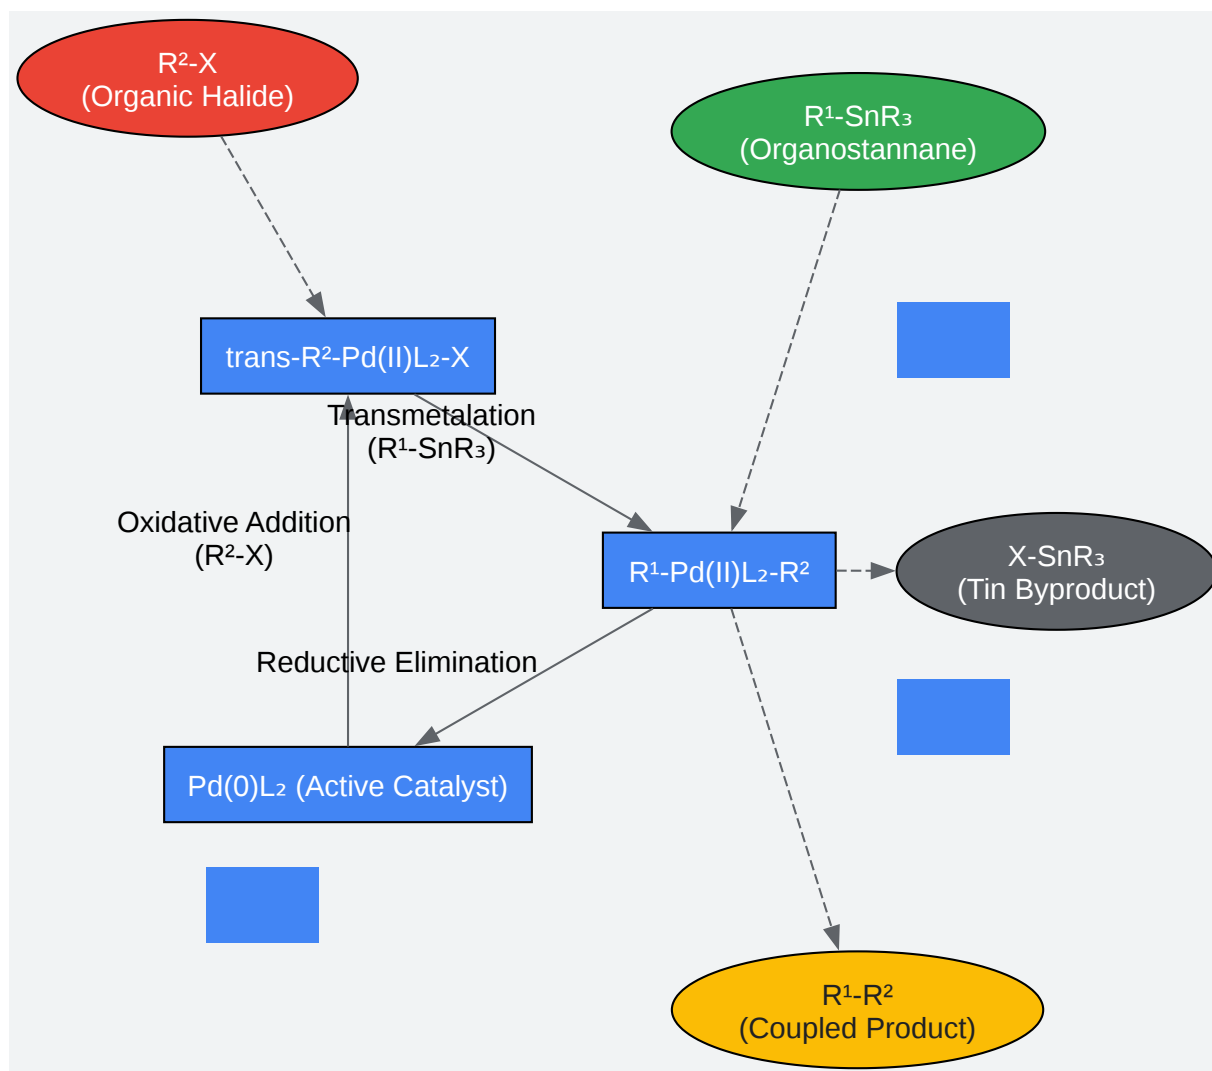 R²-X
(Organic Halide)
R¹-SnR₃
(Organostannane)
trans-R²-Pd(II)L₂-X
Transmetalation
(R¹-SnR₃)
Oxidative Addition
(R²-X)
R¹-Pd(II)L₂-R²
X-SnR₃
(Tin Byproduct)
Reductive Elimination
Pd(0)L₂ (Active Catalyst)
R¹-R²
(Coupled Product)